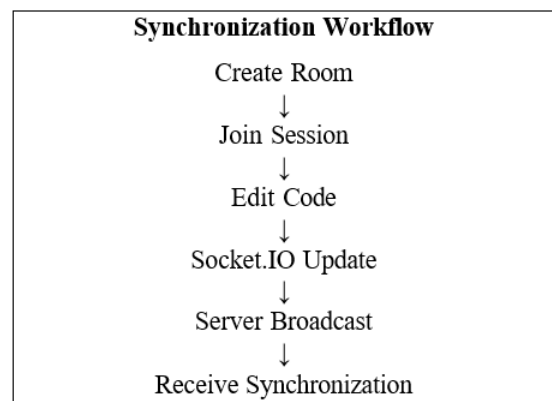 Synchronization Workflow
Create Room
↓
Join Session
↓
Edit Code
↓
Socket.IO Update
↓
Server Broadcast
↓
Receive Synchronization